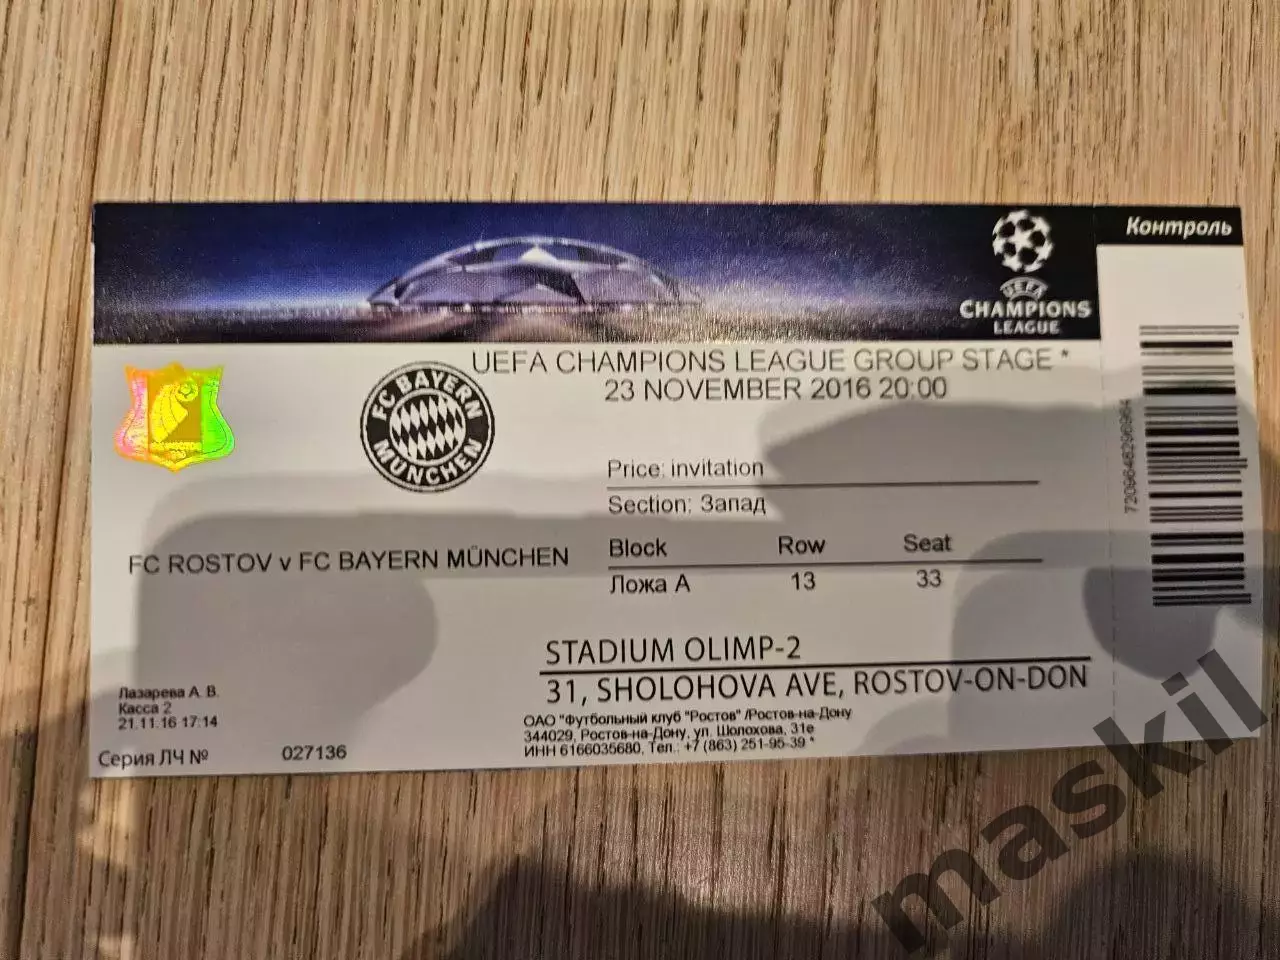 Контроль
UEFA
CHAMPIONS
LEAGUE
UEFA CHAMPIONS LEAGUE GROUP STAGE *
23 NOVEMBER 2016 20:00
FC BAYERN
MÜNCHEN
Price: invitation
Section: Запад
FC ROSTOV v FC BAYERN MÜNCHEN
Block Row Seat
Ложа А 13 33
STADIUM OLIMP-2
31, SHOLOHOVA AVE, ROSTOV-ON-DON
Лазарева А. В.
Касса 2
21.11.16 17:14
Серия ЛЧ № 027136
ОАО "Футбольный клуб "Ростов" /Ростов-на-Дону
344029, Ростов-на-Дону, ул. Шолохова, 31е
ИНН 6166035680, Тел.: +7 (863) 251-95-39 *
maskil